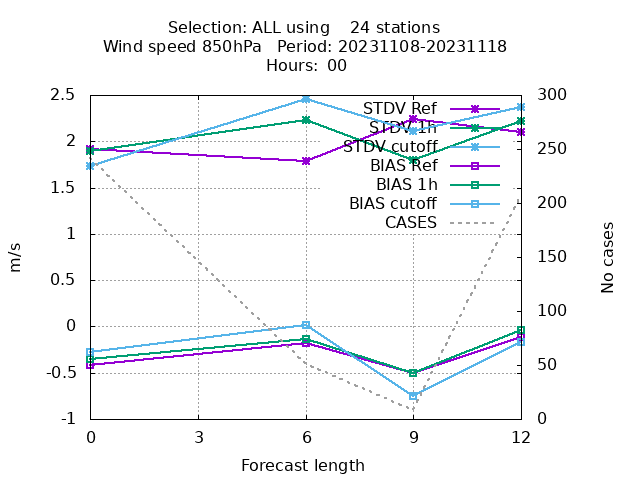 Selection: ALL using    24 stations
Wind speed 850hPa   Period: 20231108-20231118
Hours:  00
2.5
2
1.5
1
0.5
0
-0.5
-1
300
250
200
150
100
50
0
0
3
6
9
12
m/s
No cases
Forecast length
STDV Ref
STDV 1h
STDV cutoff
BIAS Ref
BIAS 1h
BIAS cutoff
CASES